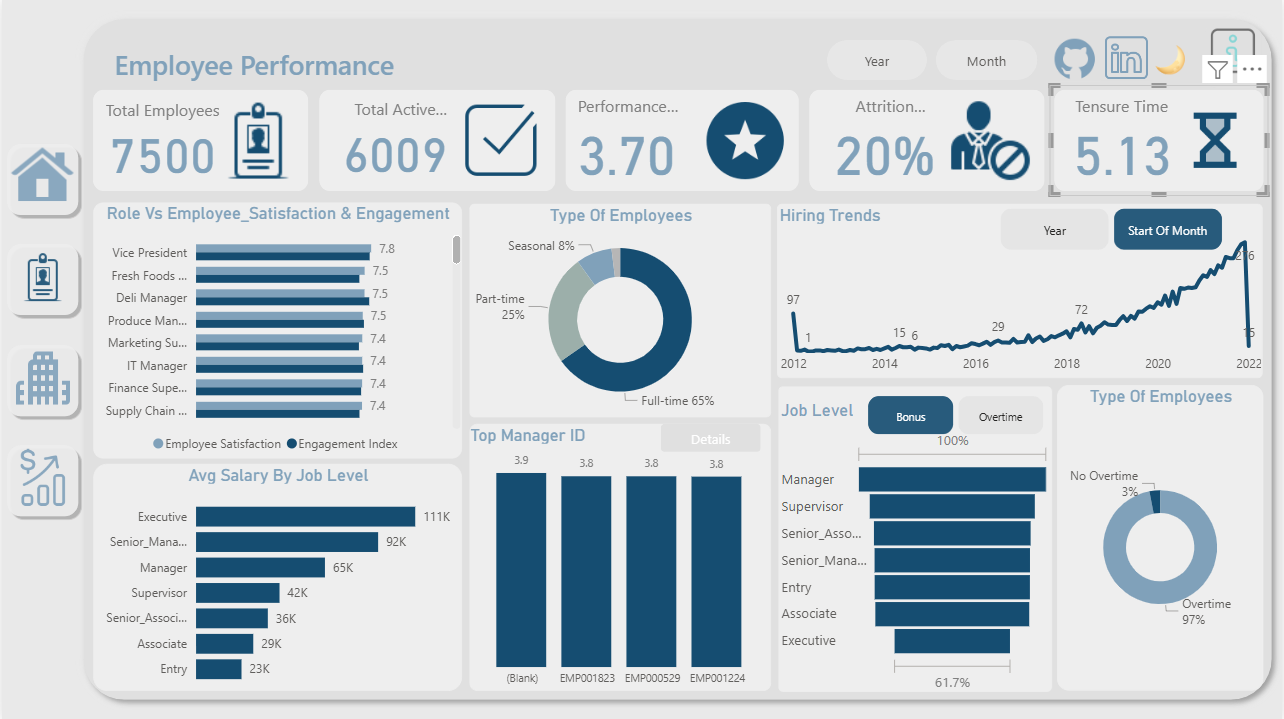 Employee Performance
Year
Month
in
Total Employees
7500
Total Active...
6009
Performance...
3.70
Attrition...
20%
Tensure Time
5.13
Role Vs Employee_Satisfaction & Engagement
Vice President
7.8
Fresh Foods ...
7.5
Deli Manager
7.5
Produce Man...
7.5
Marketing Su...
7.4
IT Manager
7.4
Finance Supe...
7.4
Supply Chain ...
7.4
Employee Satisfaction
Engagement Index
Type Of Employees
Seasonal 8%
Part-time
25%
Full-time 65%
Hiring Trends
Year
Start Of Month
97
1
15
6
29
72
15
2012
2014
2016
2018
2020
2022
Avg Salary By Job Level
Executive
111K
Senior_Mana...
92K
Manager
65K
Supervisor
42K
Senior_Associ...
36K
Associate
29K
Entry
23K
Top Manager ID
Details
3.9
3.8
3.8
3.8
(Blank)
EMP001823
EMP000529
EMP001224
Job Level
Bonus
Overtime
100%
Manager
Supervisor
Senior_Asso...
Senior_Mana...
Entry
Associate
Executive
61.7%
Type Of Employees
No Overtime
3%
Overtime
97%